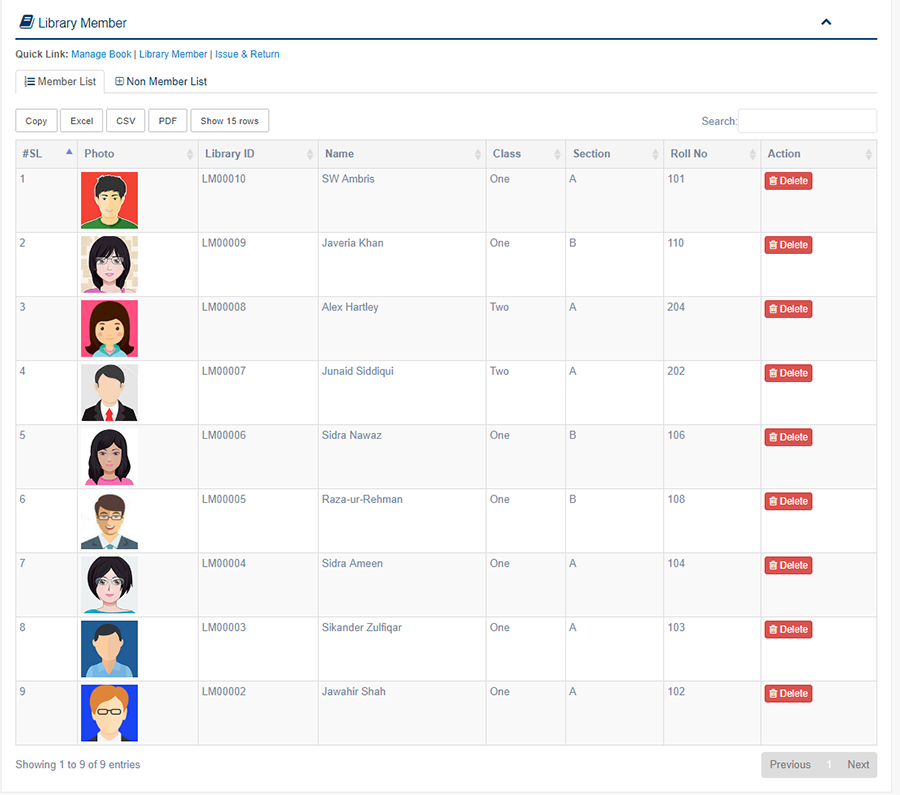 Library Member
Quick Link: Manage Book | Library Member | Issue & Return
Member List Non Member List
Copy Excel CSV PDF Show 15 rows Search:
#SL Photo Library ID Name Class Section Roll No Action
1 LM00010 SW Ambris One A 101 Delete
2 LM00009 Javeria Khan One B 110 Delete
3 LM00008 Alex Hartley Two A 204 Delete
4 LM00007 Junaid Siddiqui Two A 202 Delete
5 LM00006 Sidra Nawaz One B 106 Delete
6 LM00005 Raza-ur-Rehman One B 108 Delete
7 LM00004 Sidra Ameen One A 104 Delete
8 LM00003 Sikander Zulfiqar One A 103 Delete
9 LM00002 Jawahir Shah One A 102 Delete
Showing 1 to 9 of 9 entries Previous 1 Next